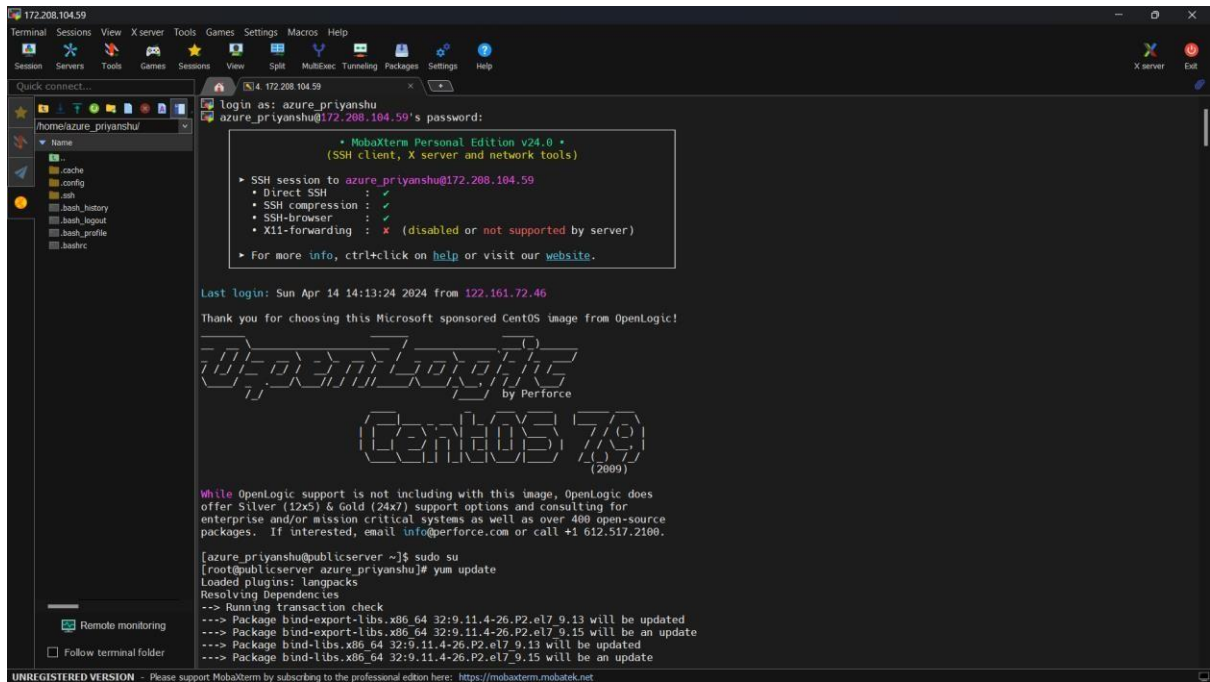 172.208.104.59
Terminal Sessions View X server Tools Games Settings Macros Help
Session Servers Tools Games Sessions View Split MultiExec Tunneling Packages Settings Help X server Exit
Quick connect...
4. 172.208.104.59
/home/azure_priyanshu/
Name
..
.cache
.config
.ssh
.bash_history
.bash_logout
.bash_profile
.bashrc
login as: azure_priyanshu
azure_priyanshu@172.208.104.59's password:
• MobaXterm Personal Edition v24.0 •
(SSH client, X server and network tools)
► SSH session to azure_priyanshu@172.208.104.59
• Direct SSH : ✔
• SSH compression : ✔
• SSH-browser : ✔
• X11-forwarding : ✘ (disabled or not supported by server)
► For more info, ctrl+click on help or visit our website.
Last login: Sun Apr 14 14:13:24 2024 from 122.161.72.46
Thank you for choosing this Microsoft sponsored CentOS image from OpenLogic!
OpenLogic
by Perforce
CentOS 7.9
(2009)
While OpenLogic support is not including with this image, OpenLogic does
offer Silver (12x5) & Gold (24x7) support options and consulting for
enterprise and/or mission critical systems as well as over 400 open-source
packages. If interested, email info@perforce.com or call +1 612.517.2100.
[azure_priyanshu@publicserver ~]$ sudo su
[root@publicserver azure_priyanshu]# yum update
Loaded plugins: langpacks
Resolving Dependencies
--> Running transaction check
---> Package bind-export-libs.x86_64 32:9.11.4-26.P2.el7_9.13 will be updated
---> Package bind-export-libs.x86_64 32:9.11.4-26.P2.el7_9.15 will be an update
---> Package bind-libs.x86_64 32:9.11.4-26.P2.el7_9.13 will be updated
---> Package bind-libs.x86_64 32:9.11.4-26.P2.el7_9.15 will be an update
Remote monitoring
Follow terminal folder
UNREGISTERED VERSION - Please support MobaXterm by subscribing to the professional edition here: https://mobaxterm.mobatek.net